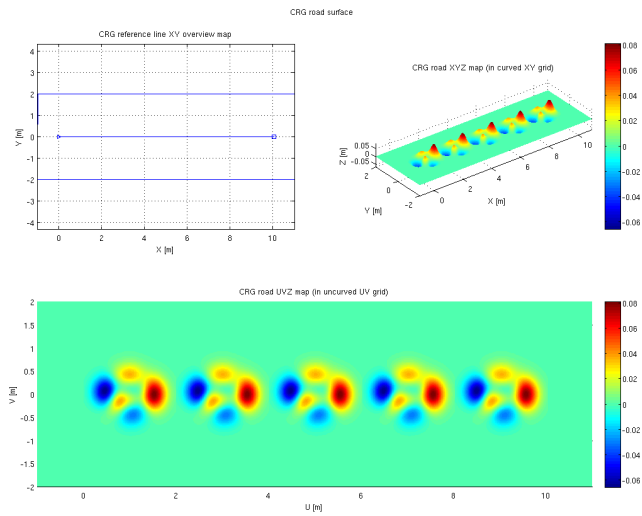 CRG road surface
CRG reference line XY overview map
4
3
2
1
0
-1
-2
-3
-4
Y [m]
0 2 4 6 8 10
X [m]
CRG road XYZ map (in curved XY grid)
0.05
0
-0.05
Z [m]
2
0
-2
Y [m]
0 2 4 6 8 10
X [m]
0.08
0.06
0.04
0.02
0
-0.02
-0.04
-0.06
CRG road UVZ map (in uncurved UV grid)
2
1.5
1
0.5
0
-0.5
-1
-1.5
-2
V [m]
0 2 4 6 8 10
U [m]
0.08
0.06
0.04
0.02
0
-0.02
-0.04
-0.06